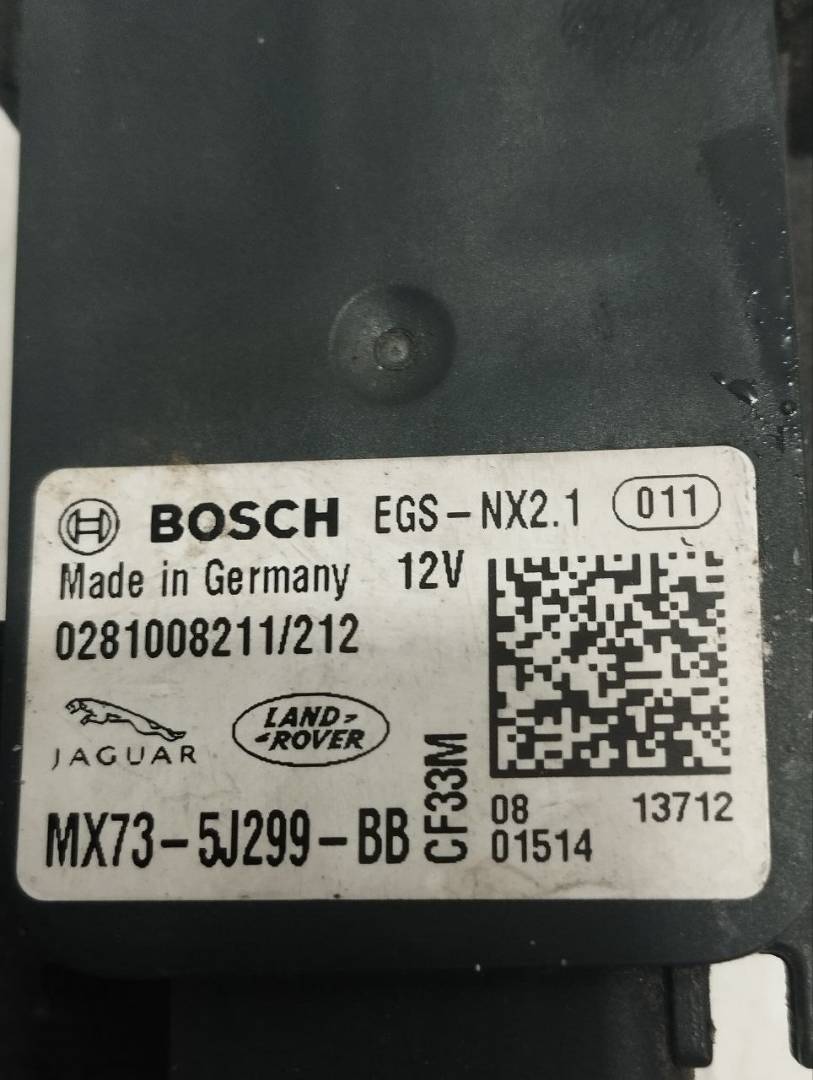 BOSCH EGS-NX2.1 011
Made in Germany 12V
0281008211/212
JAGUAR
LAND-
-ROVER
MX73-5J299-BB
CF33M
08 13712
01514